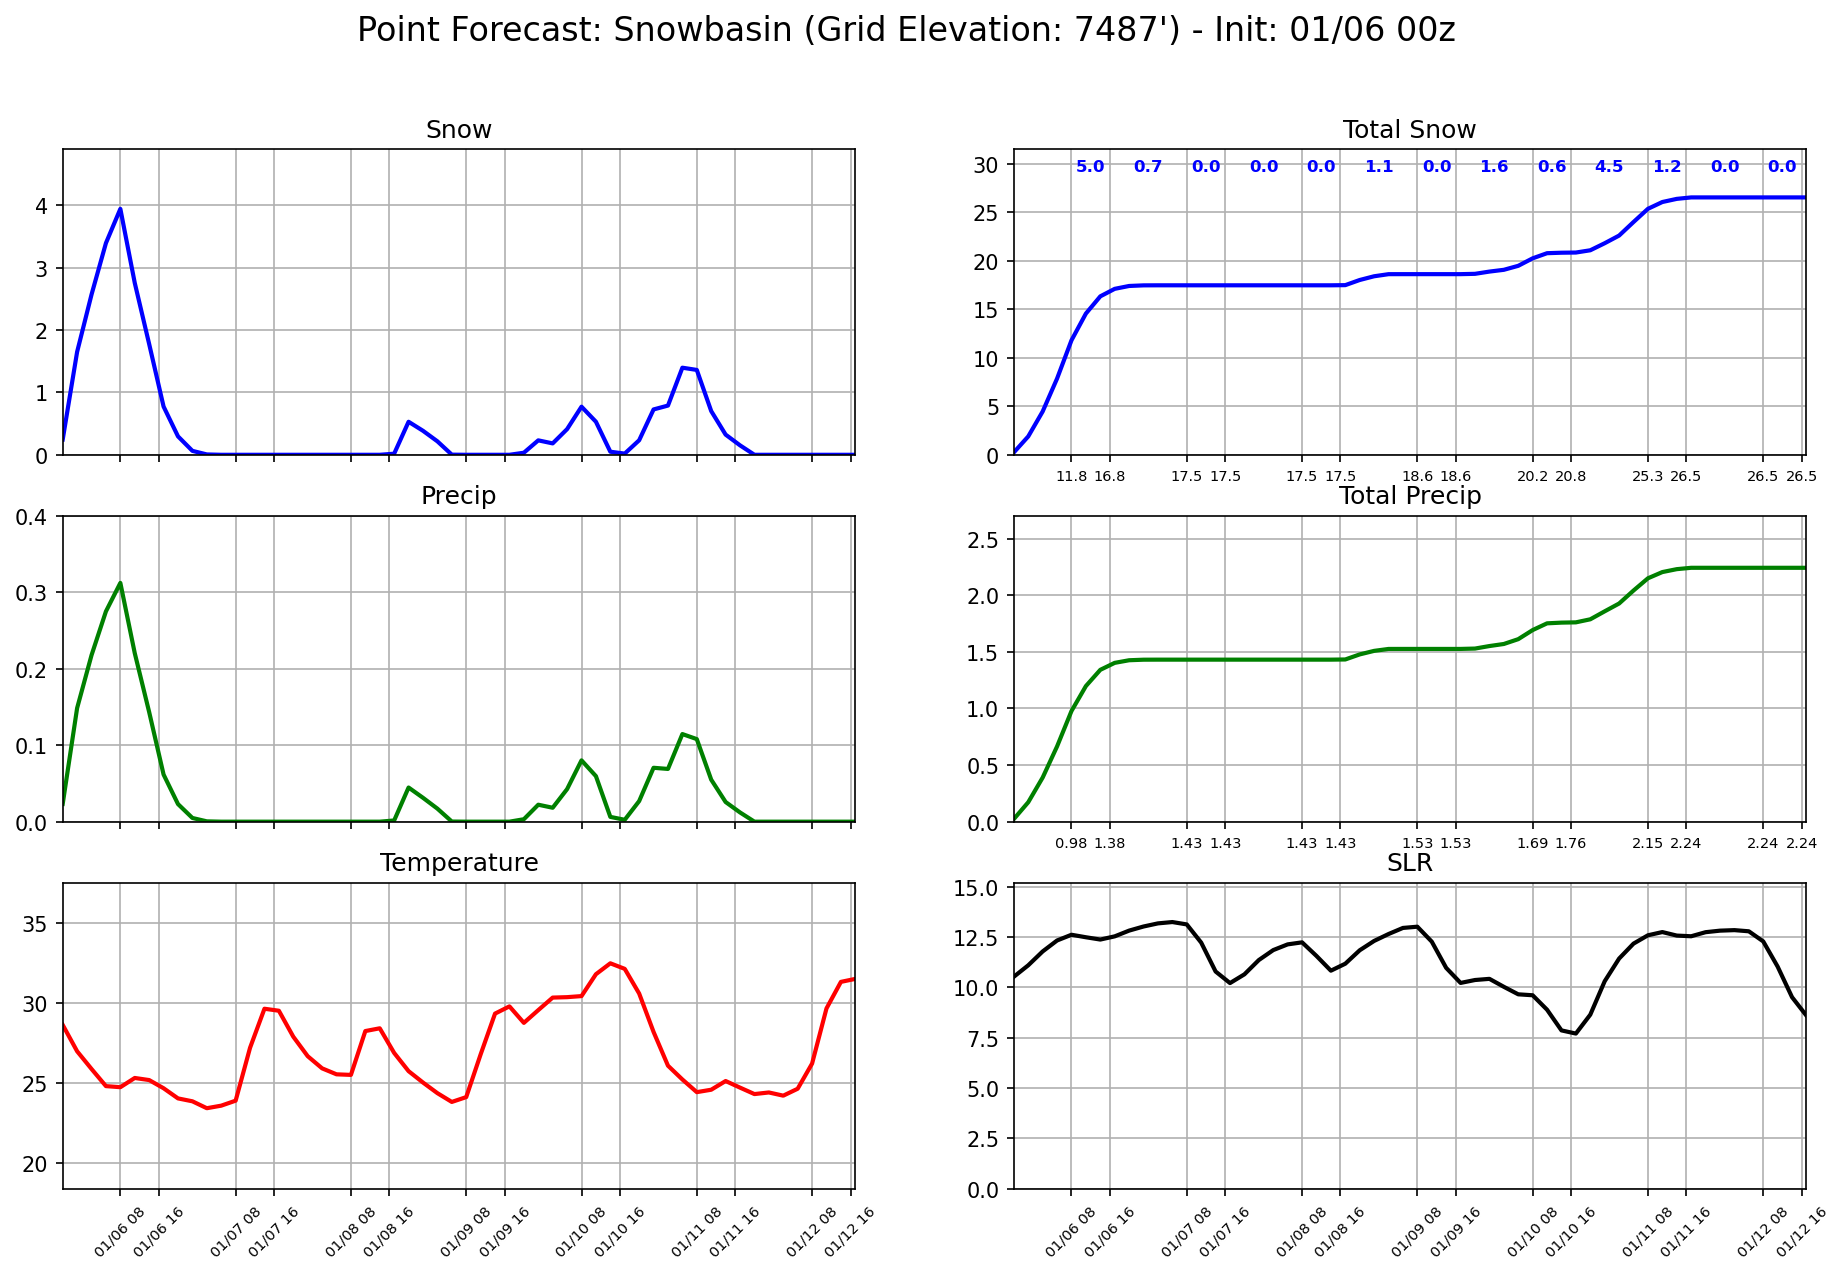 Point Forecast: Snowbasin (Grid Elevation: 7487') - Init: 01/06 00z
Snow
4
3
2
1
0
Total Snow
30
25
20
15
10
5
0
5.0 0.7 0.0 0.0 0.0 1.1 0.0 1.6 0.6 4.5 1.2 0.0 0.0
11.8 16.8 17.5 17.5 17.5 17.5 18.6 18.6 20.2 20.8 25.3 26.5 26.5 26.5
Precip
0.4
0.3
0.2
0.1
0.0
Total Precip
2.5
2.0
1.5
1.0
0.5
0.0
0.98 1.38 1.43 1.43 1.43 1.43 1.53 1.53 1.69 1.76 2.15 2.24 2.24 2.24
Temperature
35
30
25
20
01/06 08 01/06 16 01/07 08 01/07 16 01/08 08 01/08 16 01/09 08 01/09 16 01/10 08 01/10 16 01/11 08 01/11 16 01/12 08 01/12 16
SLR
15.0
12.5
10.0
7.5
5.0
2.5
0.0
01/06 08 01/06 16 01/07 08 01/07 16 01/08 08 01/08 16 01/09 08 01/09 16 01/10 08 01/10 16 01/11 08 01/11 16 01/12 08 01/12 16